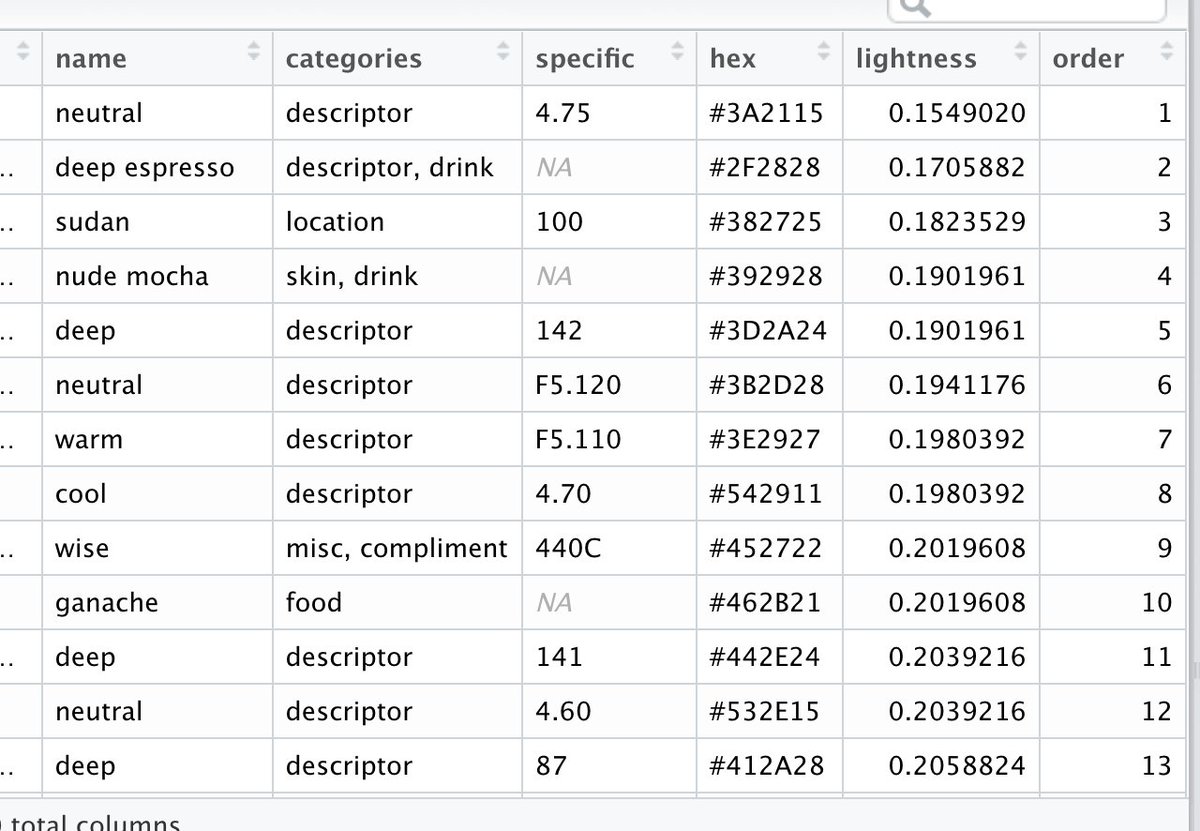 name categories specific hex lightness order
neutral descriptor 4.75 #3A2115 0.1549020 1
.. deep espresso descriptor, drink NA #2F2828 0.1705882 2
.. sudan location 100 #382725 0.1823529 3
.. nude mocha skin, drink NA #392928 0.1901961 4
.. deep descriptor 142 #3D2A24 0.1901961 5
.. neutral descriptor F5.120 #3B2D28 0.1941176 6
.. warm descriptor F5.110 #3E2927 0.1980392 7
cool descriptor 4.70 #542911 0.1980392 8
.. wise misc, compliment 440C #452722 0.2019608 9
ganache food NA #462B21 0.2019608 10
.. deep descriptor 141 #442E24 0.2039216 11
neutral descriptor 4.60 #532E15 0.2039216 12
.. deep descriptor 87 #412A28 0.2058824 13
total columns